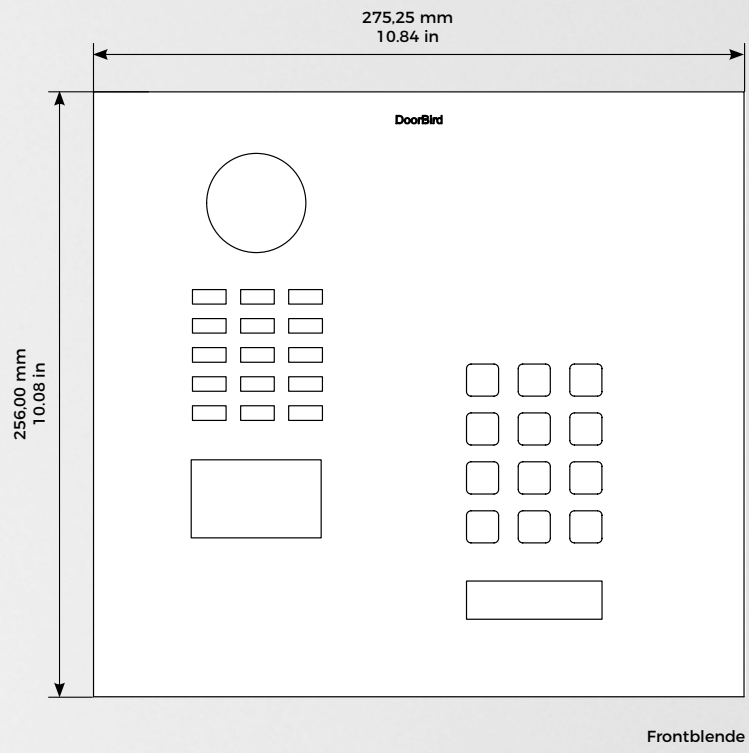 275,25 mm
10.84 in
DoorBird
256,00 mm
10.08 in
Frontblende